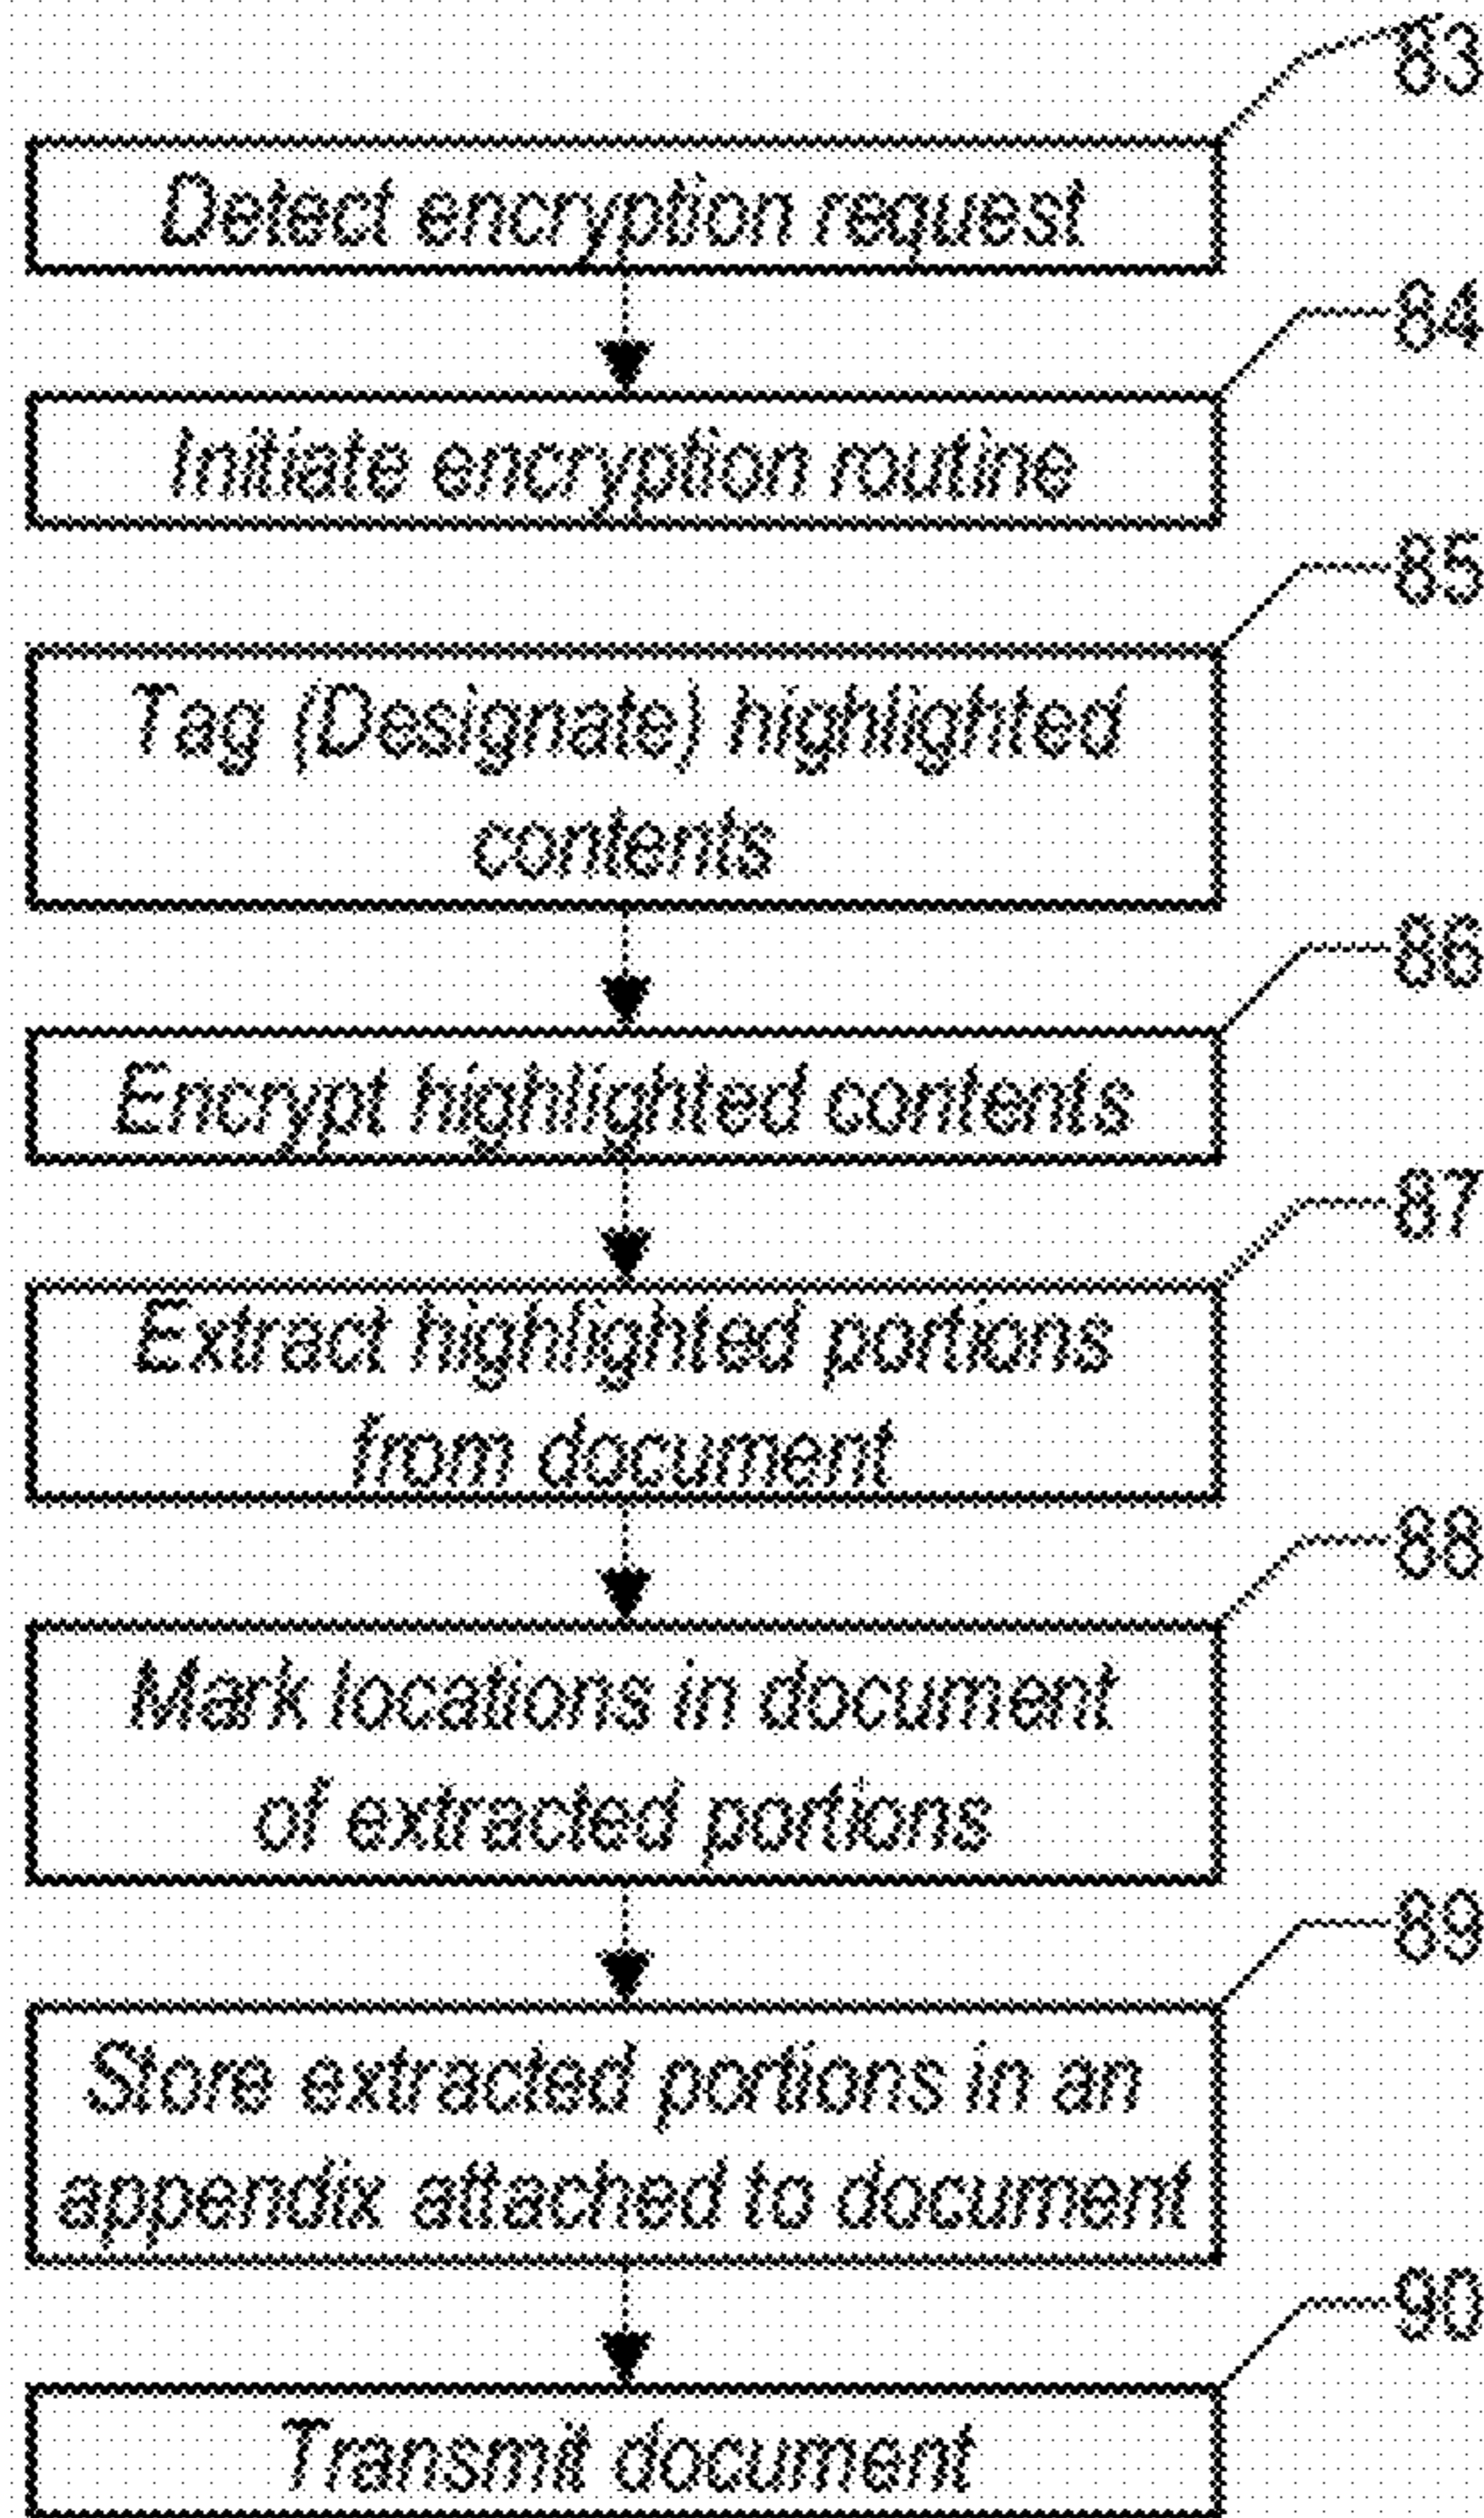 83
Detect encryption request
84
Initiate encryption routine
85
Tag (Designate) highlighted
contents
86
Encrypt highlighted contents
87
Extract highlighted portions
from document
88
Mark locations in document
of extracted portions
89
Store extracted portions in an
appendix attached to document
90
Transmit document